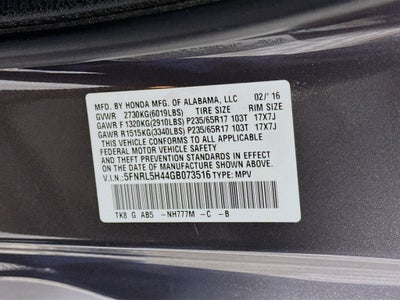 MFD. BY HONDA MFG. OF ALABAMA, LLC 02/'16
GVWR 2730KG(6019LBS) TIRE SIZE RIM SIZE
GAWR F 1320KG(2910LBS) P235/65R17 103T 17X7J
GAWR R 1515KG(3340LBS) P235/65R17 103T 17X7J
THIS VEHICLE CONFORMS TO ALL APPLICABLE
FEDERAL MOTOR VEHICLE SAFETY AND
THEFT PREVENTION STANDARDS IN EFFECT ON
THE DATE OF MANUFACTURE SHOWN ABOVE.
V.I.N.:5FNRL5H44GB073516 TYPE: MPV
TK8 G AB5 -NH777M -C -B